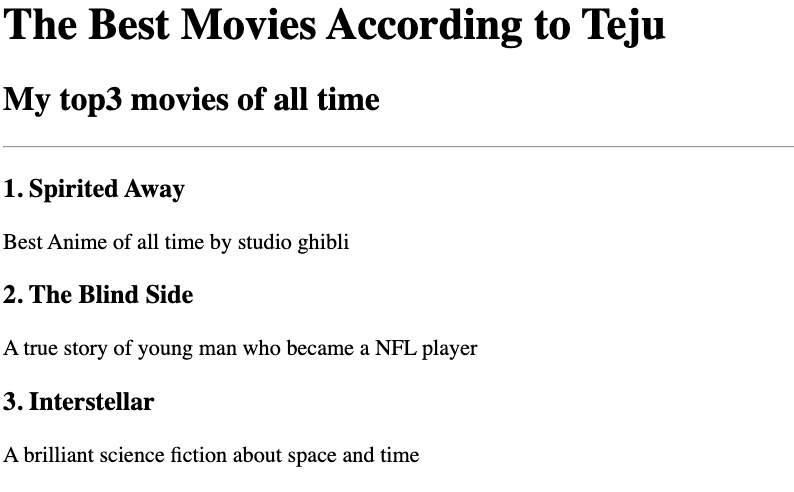 The Best Movies According to Teju
My top3 movies of all time
1. Spirited Away
Best Anime of all time by studio ghibli
2. The Blind Side
A true story of young man who became a NFL player
3. Interstellar
A brilliant science fiction about space and time